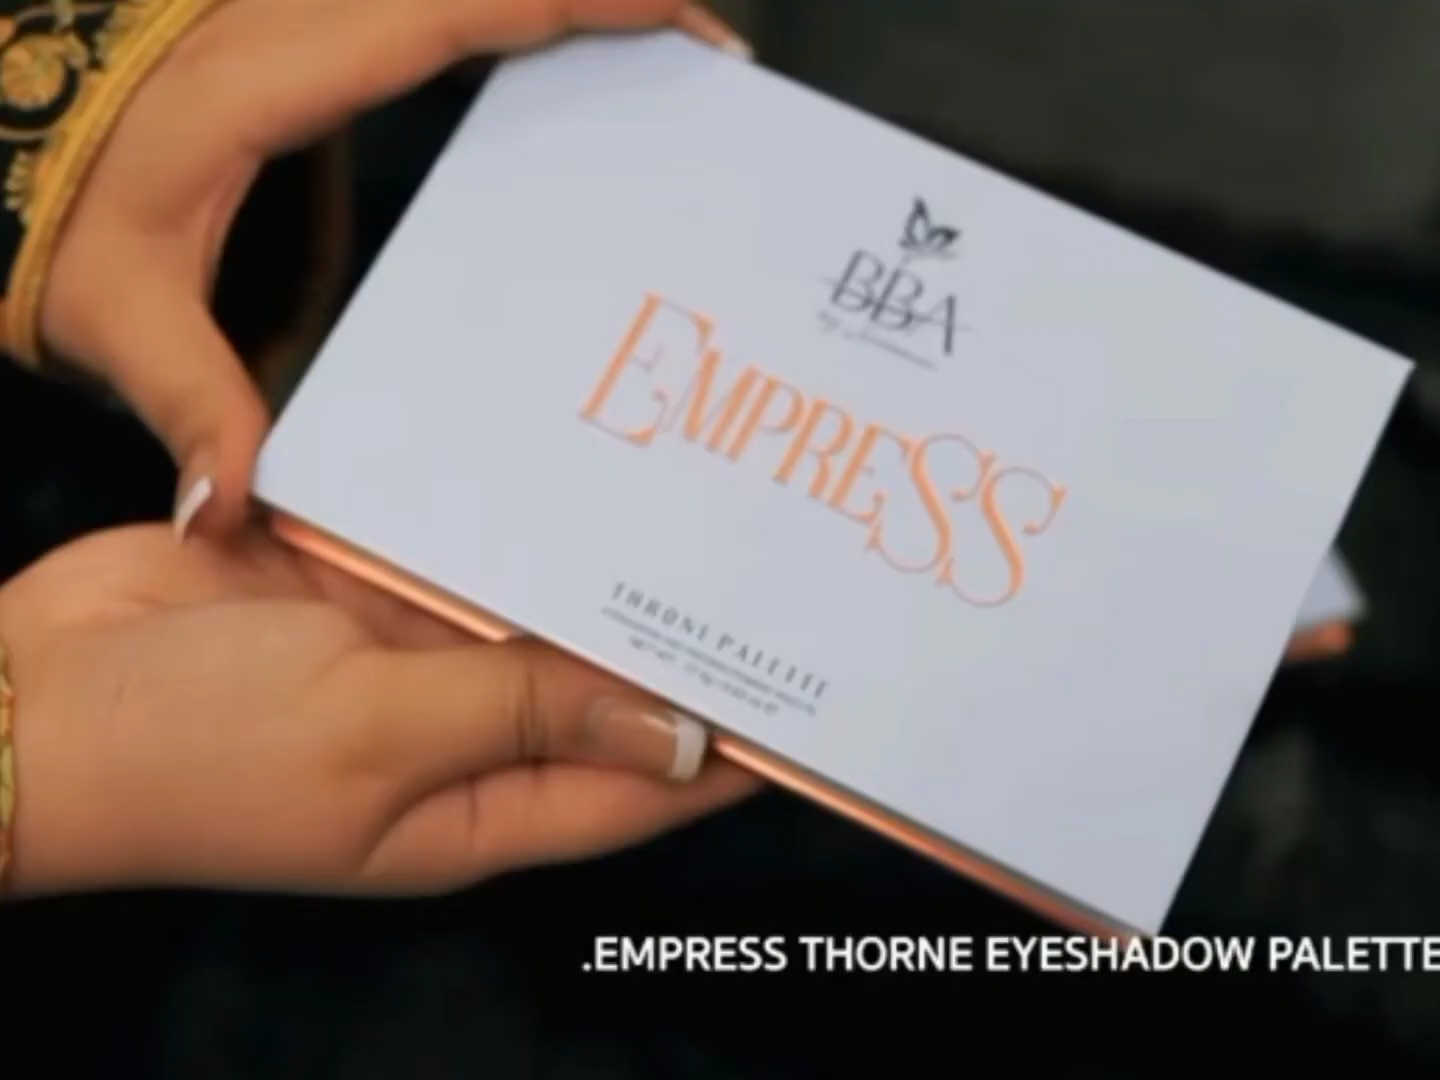 BBA
EMPRESS
THRONE PALETTE
.EMPRESS THORNE EYESHADOW PALETTE